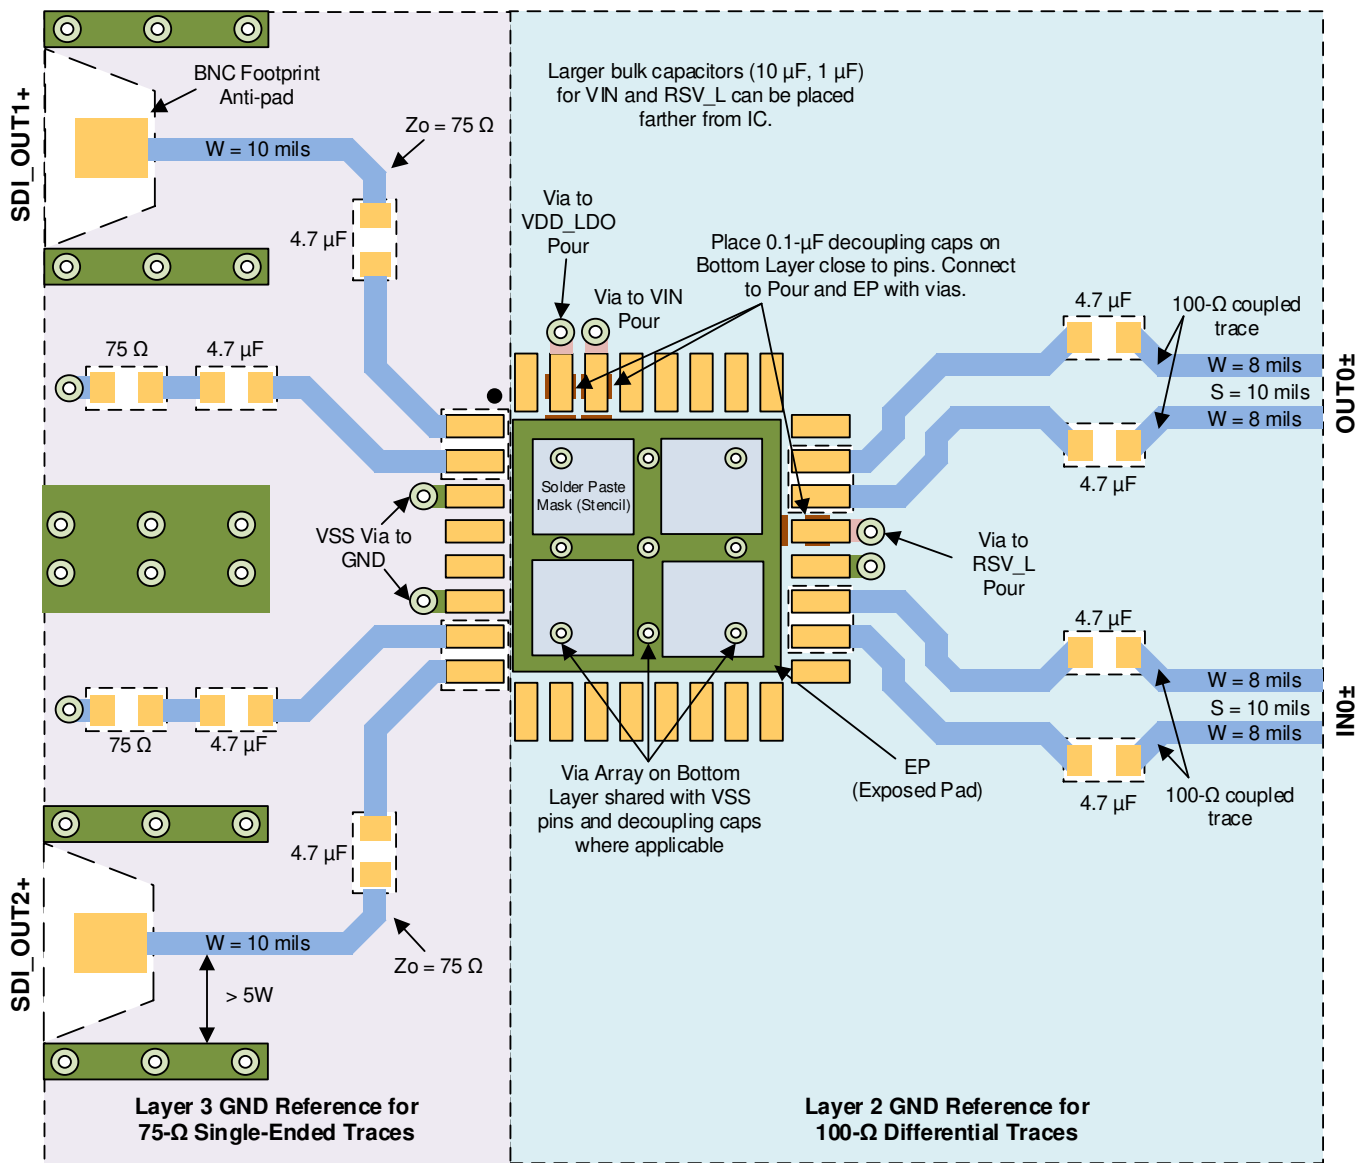 SDI_OUT1+
BNC Footprint
Anti-pad
W = 10 mils
Zo = 75 Ω
4.7 µF
75 Ω
4.7 µF
VSS Via to
GND
75 Ω
4.7 µF
4.7 µF
SDI_OUT2+
W = 10 mils
Zo = 75 Ω
> 5W
Layer 3 GND Reference for
75-Ω Single-Ended Traces
Larger bulk capacitors (10 µF, 1 µF)
for VIN and RSV_L can be placed
farther from IC.
Via to
VDD_LDO
Pour
Via to VIN
Pour
Place 0.1-µF decoupling caps on
Bottom Layer close to pins. Connect
to Pour and EP with vias.
Solder Paste
Mask (Stencil)
4.7 µF
100-Ω coupled
trace
W = 8 mils
S = 10 mils
W = 8 mils
4.7 µF
OUT0±
Via to
RSV_L
Pour
4.7 µF
W = 8 mils
S = 10 mils
W = 8 mils
4.7 µF
100-Ω coupled
trace
IN0±
EP
(Exposed Pad)
Via Array on Bottom
Layer shared with VSS
pins and decoupling caps
where applicable
Layer 2 GND Reference for
100-Ω Differential Traces